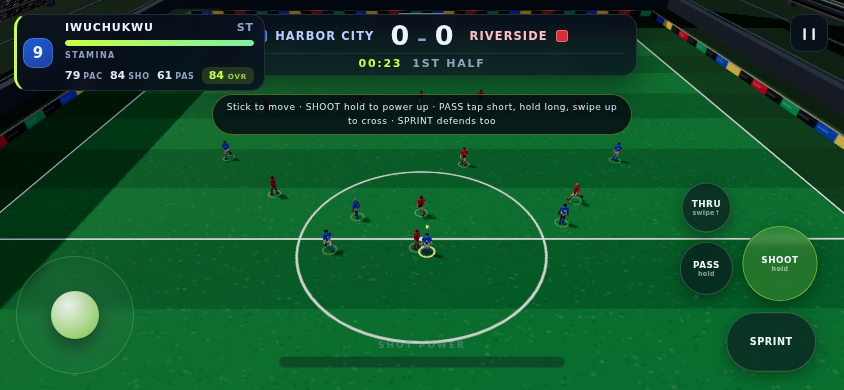 IWUCHUKWU ST
9
STAMINA
79 PAC 84 SHO 61 PAS 84 OVR
HARBOR CITY 0 - 0 RIVERSIDE
00:23 1ST HALF
Stick to move · SHOOT hold to power up · PASS tap short, hold long, swipe up
to cross · SPRINT defends too
THRU
swipe↑
PASS
hold
SHOOT
hold
SPRINT
SHOT POWER